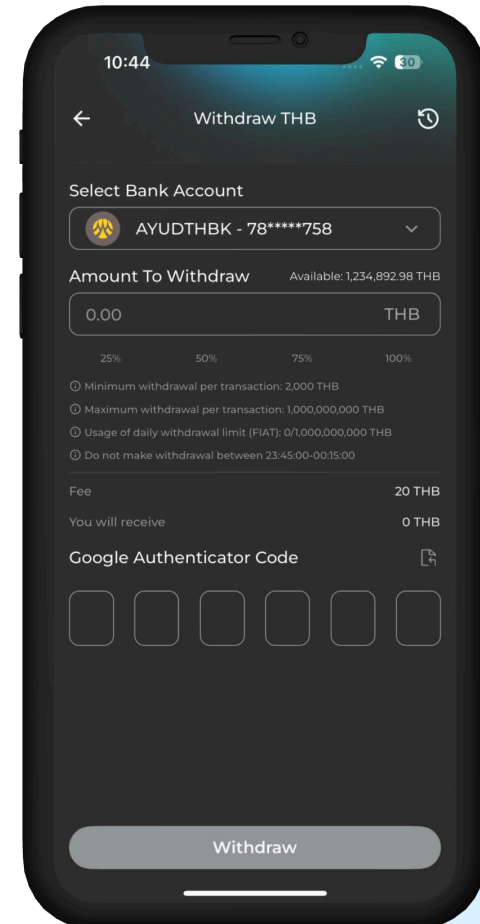 10:44
30
Withdraw THB
Select Bank Account
AYUDTHBK - 78*****758
Amount To Withdraw Available: 1,234,892.98 THB
0.00 THB
25% 50% 75% 100%
Minimum withdrawal per transaction: 2,000 THB
Maximum withdrawal per transaction: 1,000,000,000 THB
Usage of daily withdrawal limit (FIAT): 0/1,000,000,000 THB
Do not make withdrawal between 23:45:00-00:15:00
Fee 20 THB
You will receive 0 THB
Google Authenticator Code
Withdraw